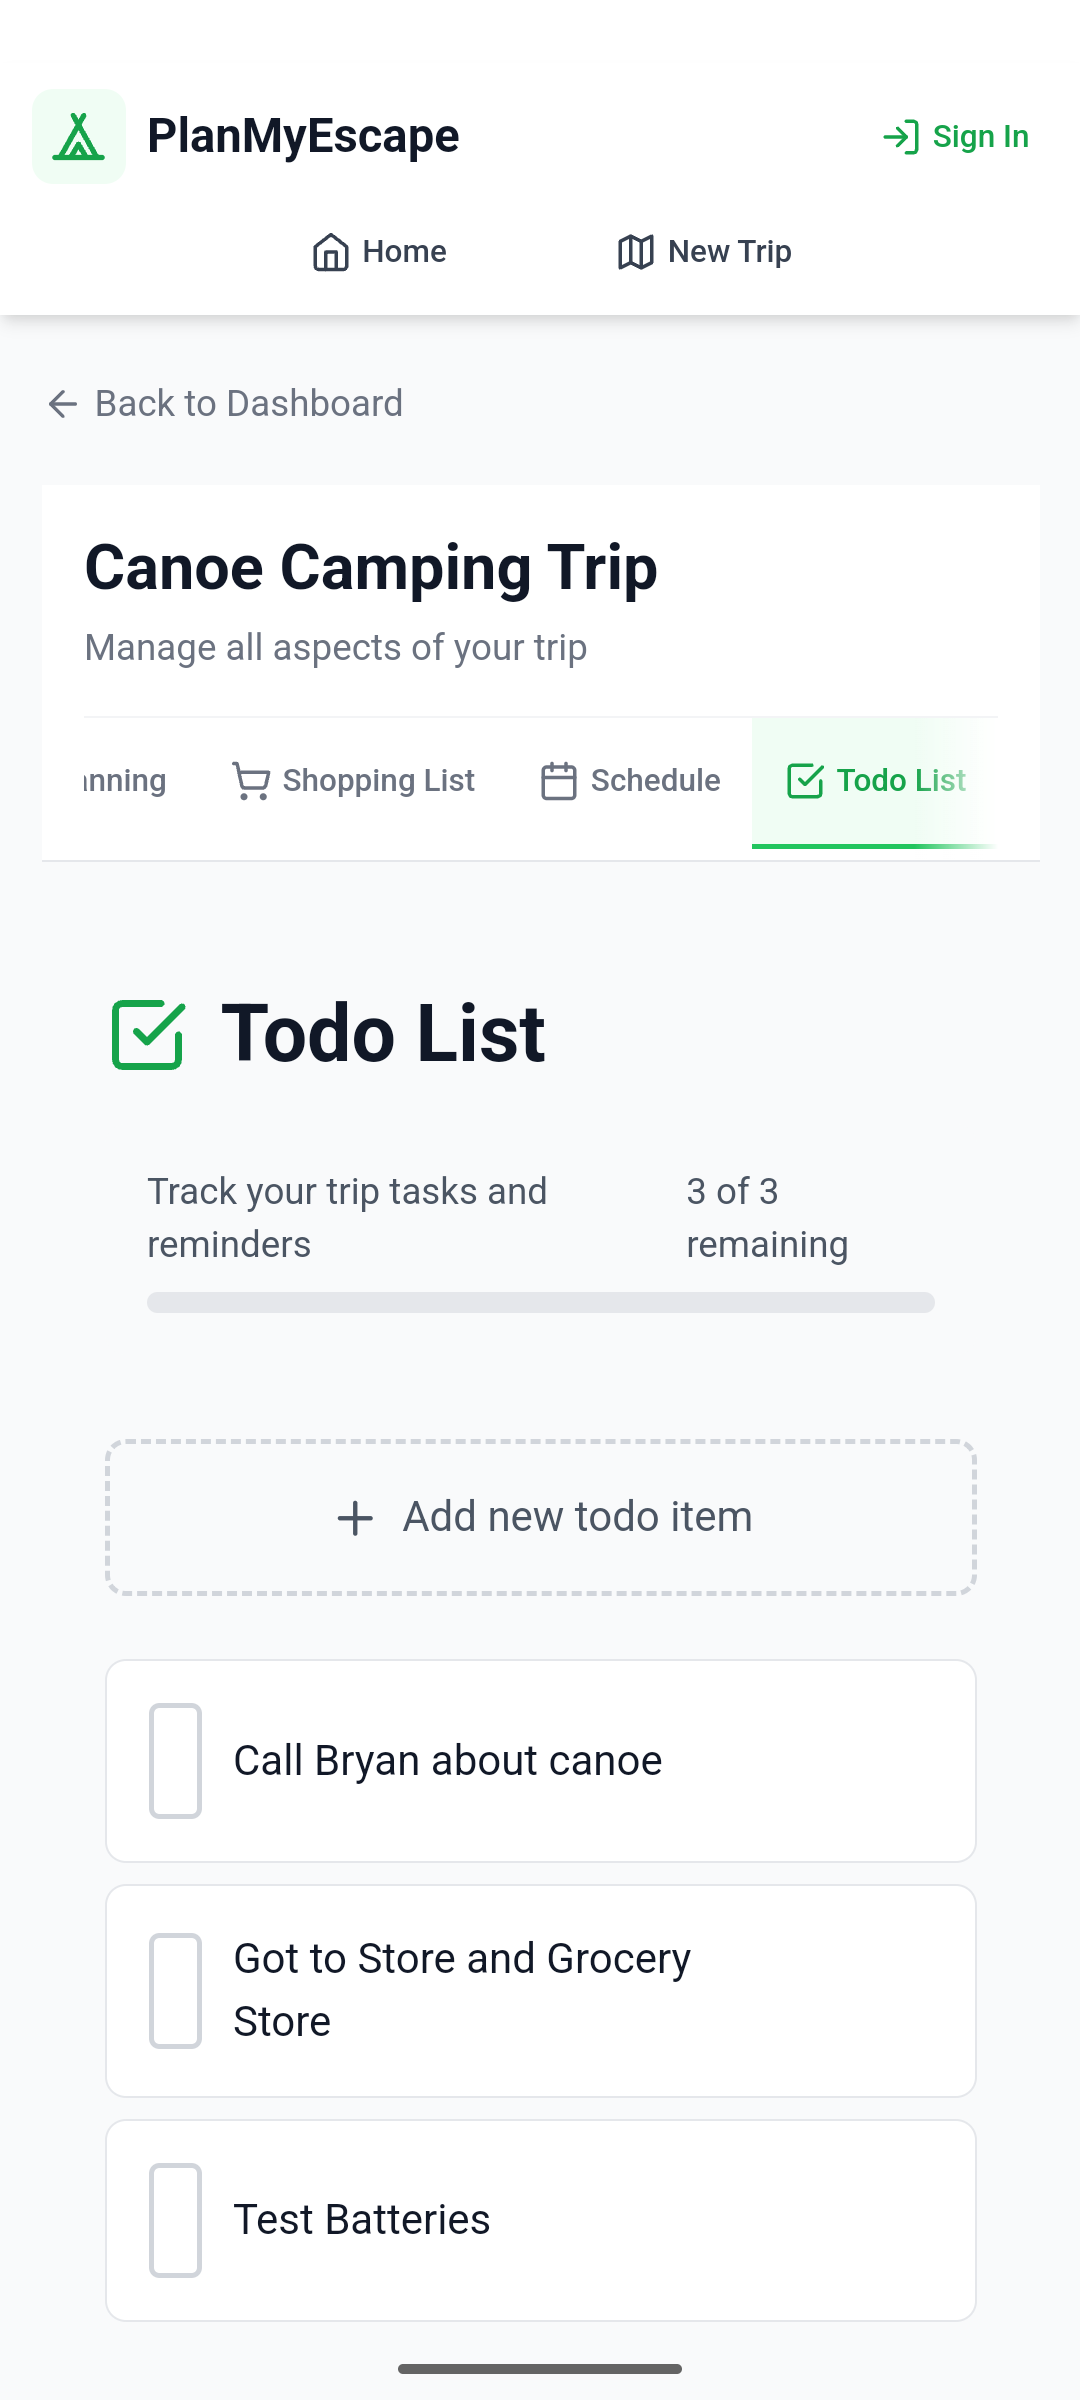 PlanMyEscape
Sign In
Home
New Trip
Back to Dashboard
Canoe Camping Trip
Manage all aspects of your trip
nning
Shopping List
Schedule
Todo List
Todo List
Track your trip tasks and
reminders
3 of 3
remaining
Add new todo item
Call Bryan about canoe
Got to Store and Grocery
Store
Test Batteries